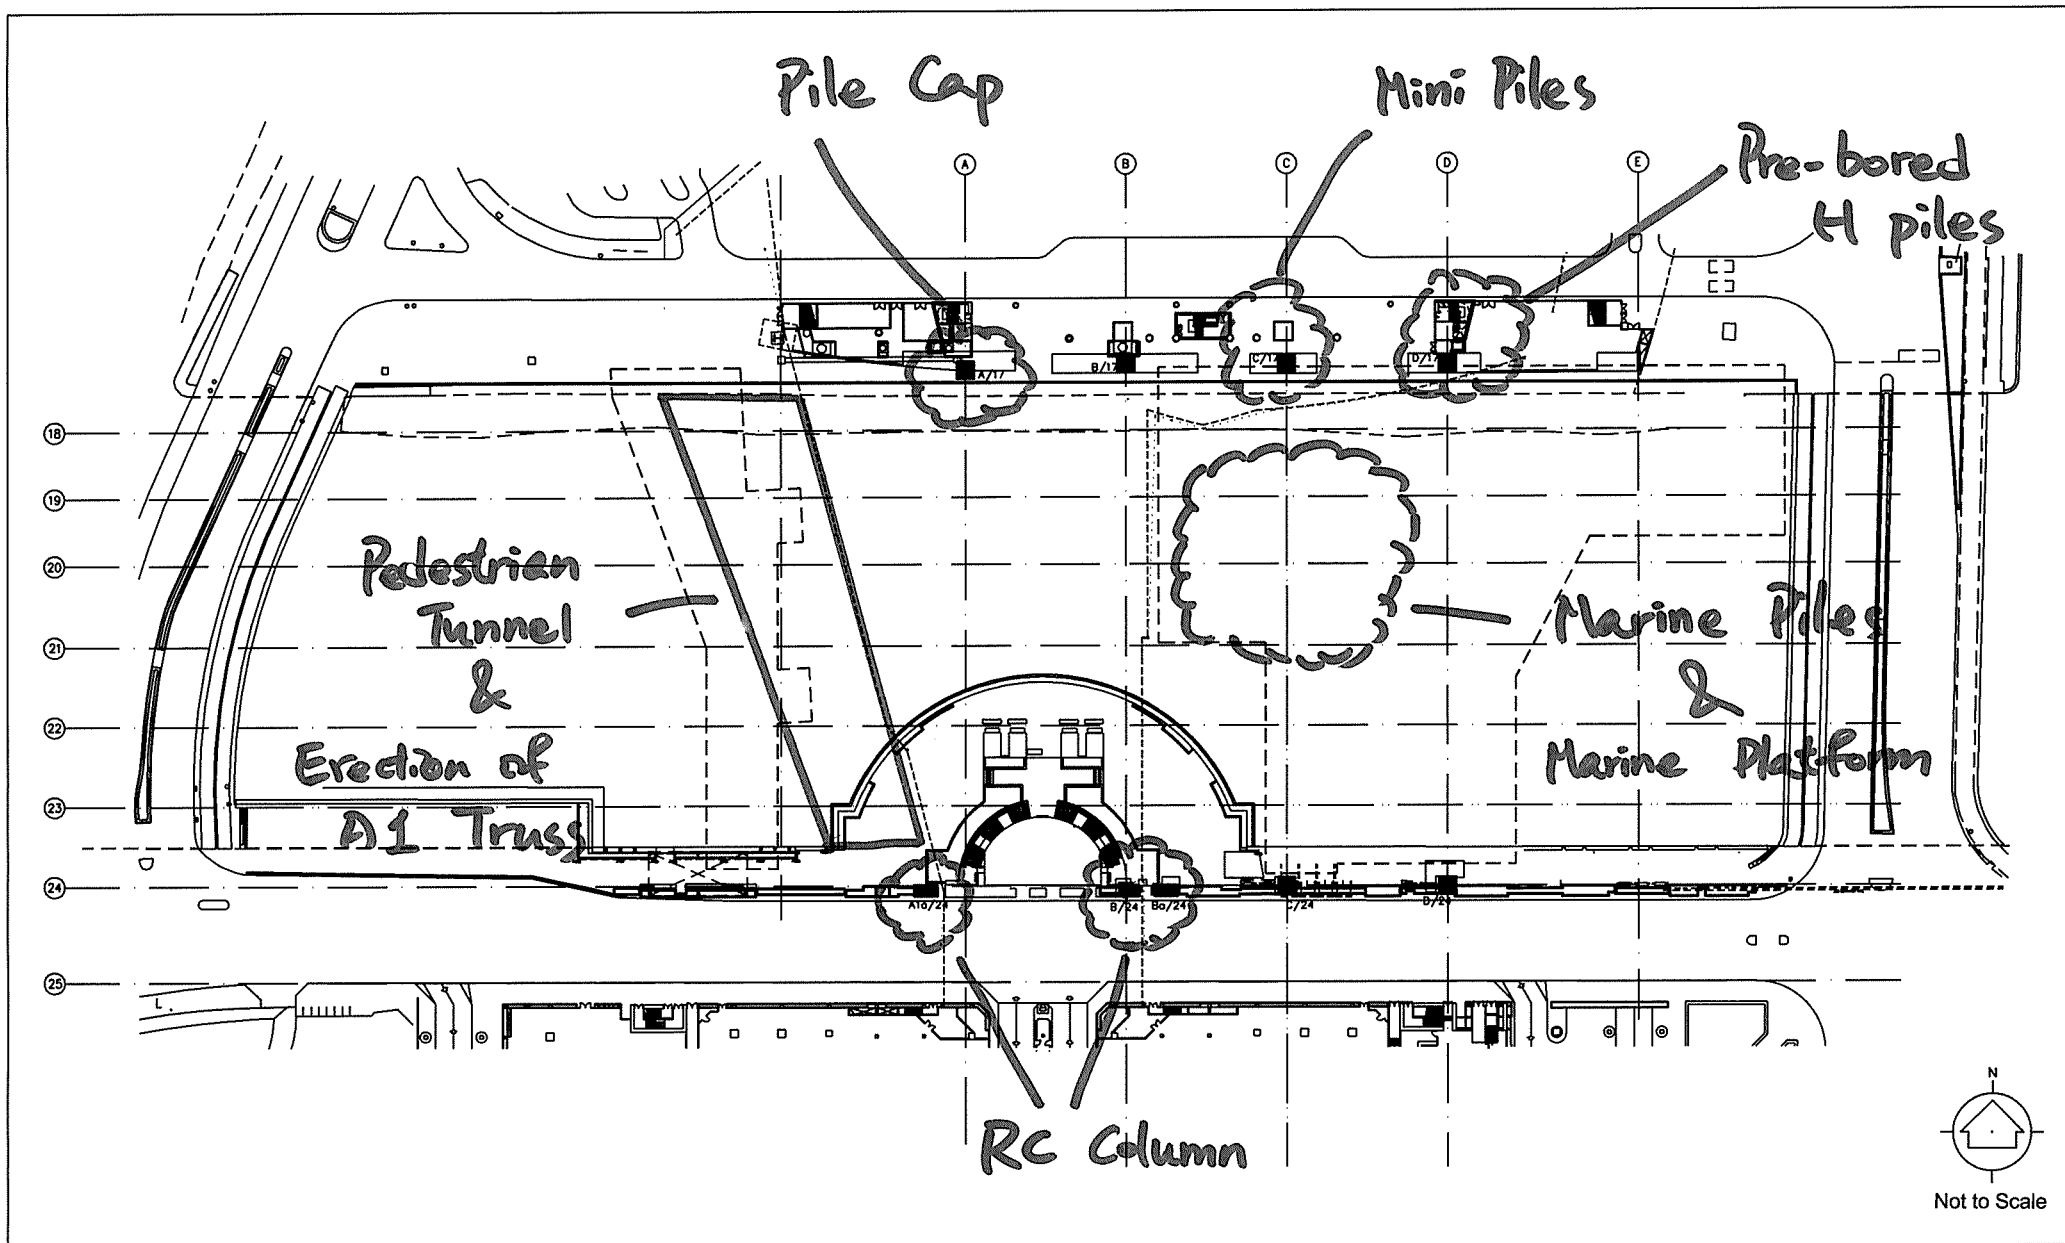 Pile Cap
Mini Piles
Pre-bored
H piles
A
B
C
D
E
A/17
B/17
C/17
D/17
18
19
20
21
22
23
24
25
Pedestrian
Tunnel
&
Erection of
A1 Truss
Marine Piles
&
Marine Platform
A1a/24
B/24
Ba/24
C/24
D/24
L
RC Column
N
Not to Scale